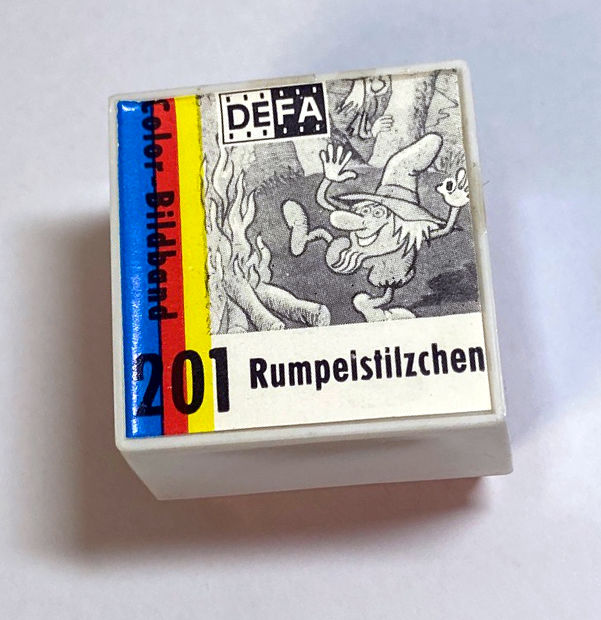 DEFA
Color-Bildband
201 Rumpelstilzchen